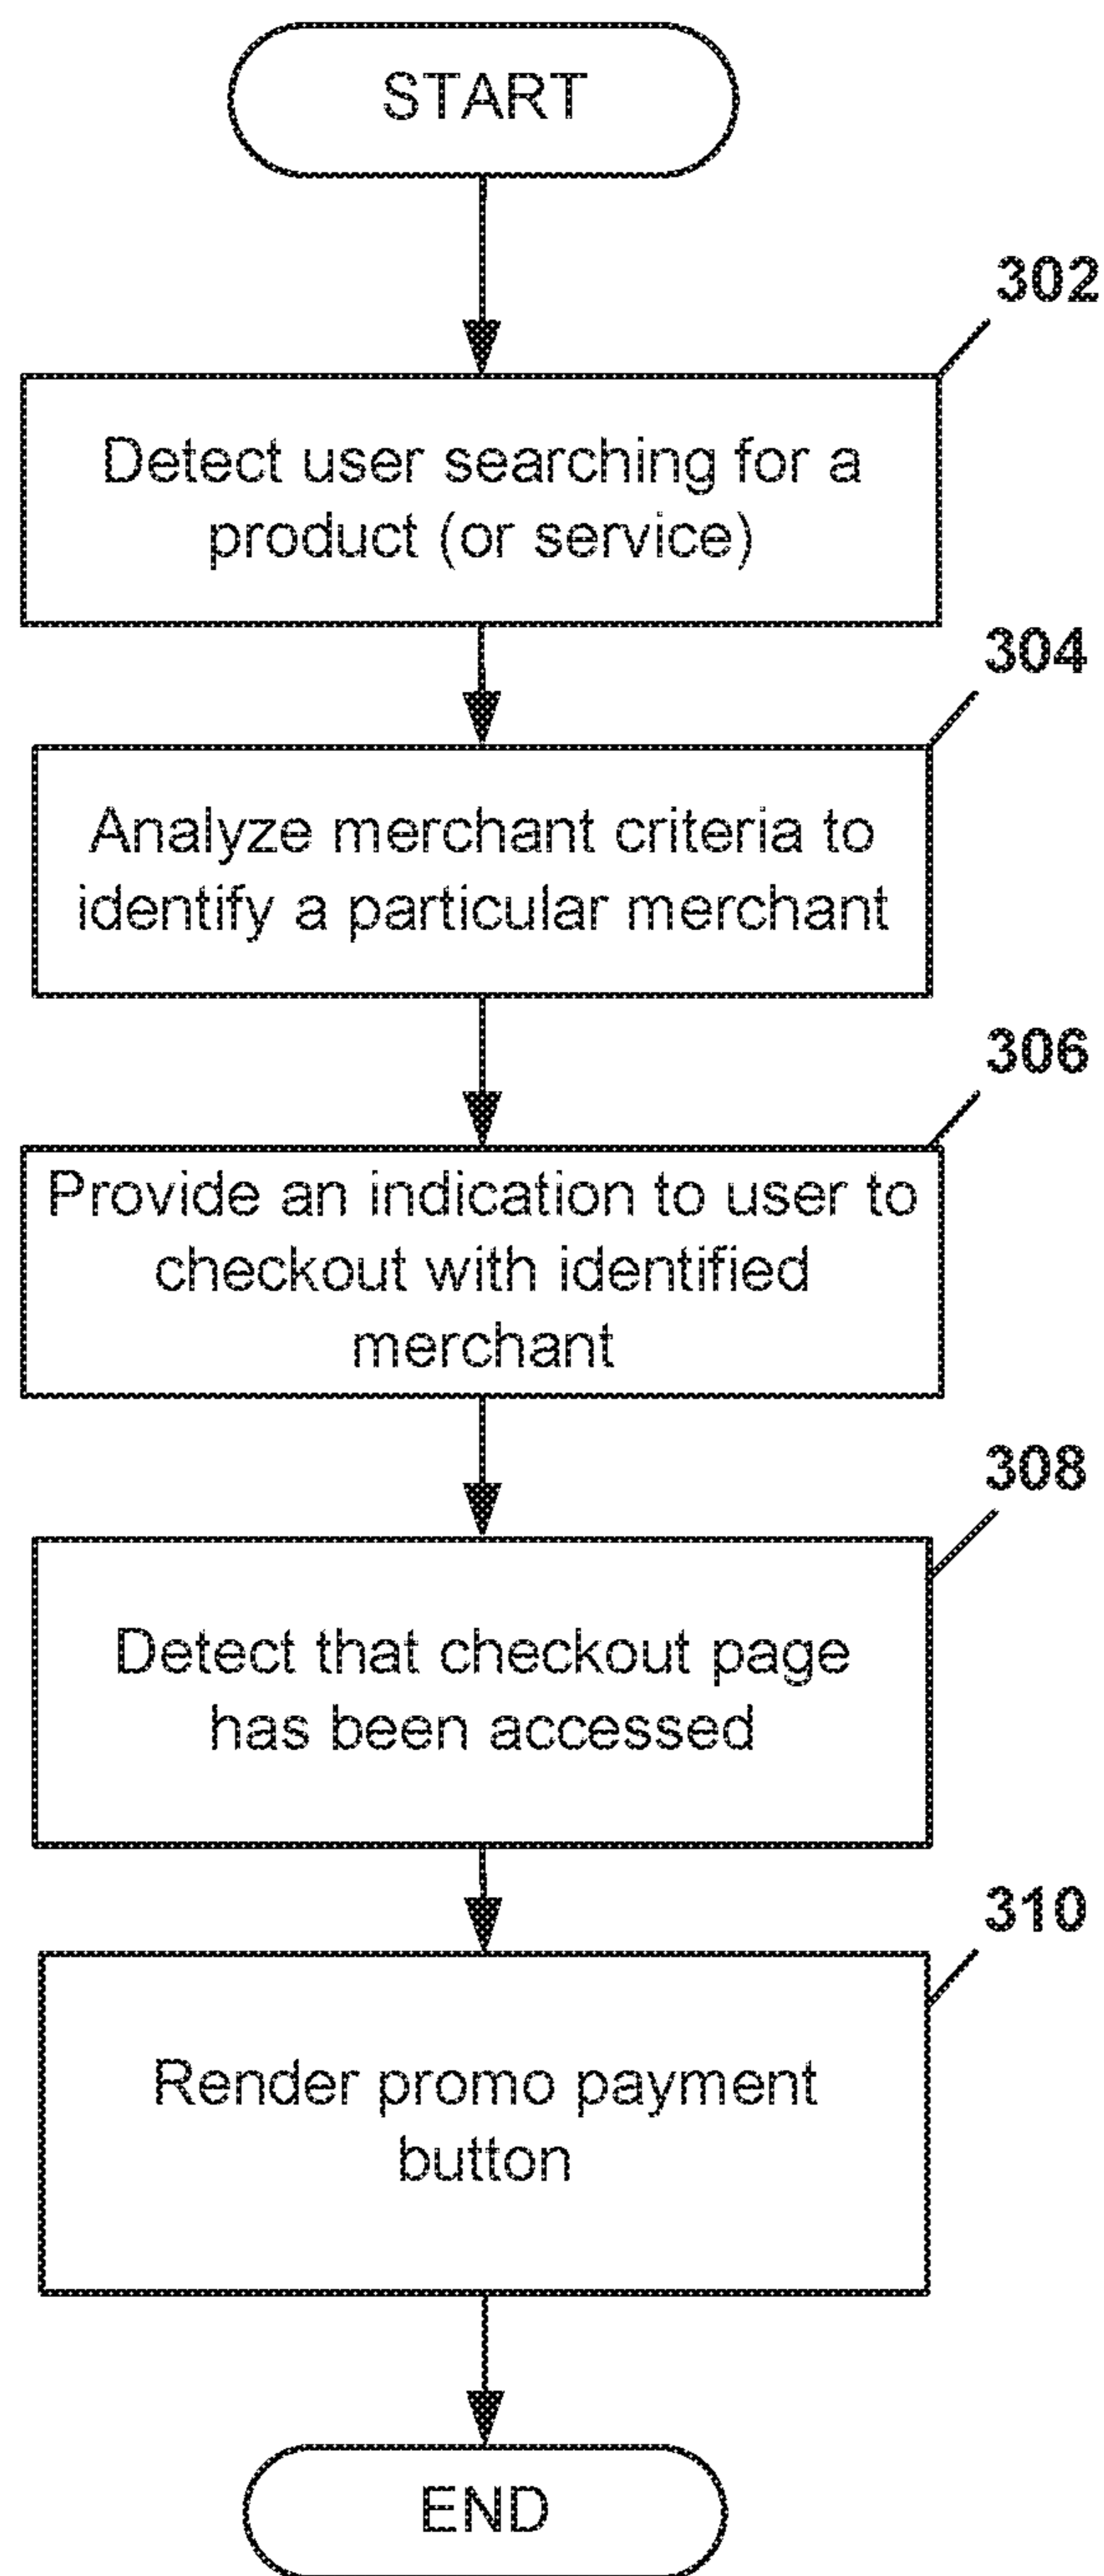 START
302
Detect user searching for a
product (or service)
304
Analyze merchant criteria to
identify a particular merchant
306
Provide an indication to user to
checkout with identified
merchant
308
Detect that checkout page
has been accessed
310
Render promo payment
button
END